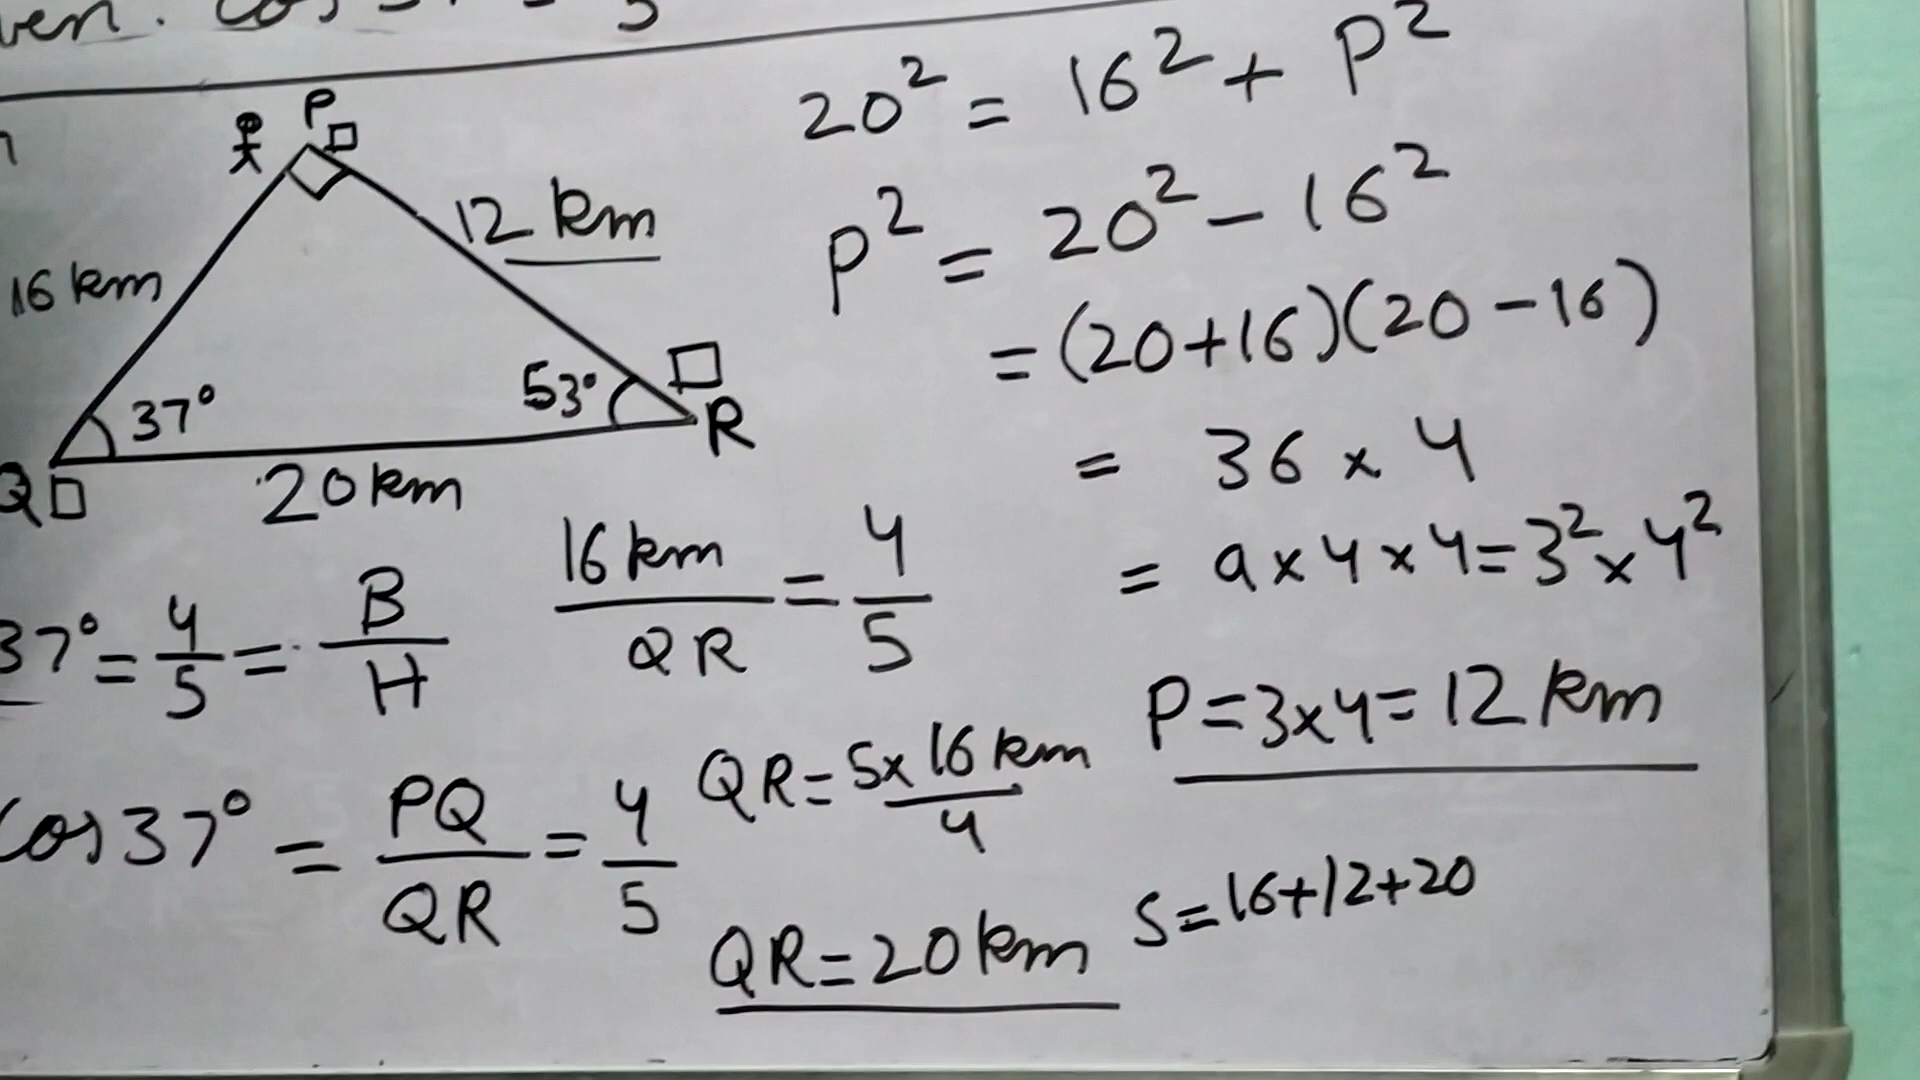 20² = 16² + P²
P² = 20² - 16²
= (20+16)(20-16)
= 36 × 4
= 9×4×4 = 3²×4²
P = 3×4 = 12 km
S = 16+12+20
P
12 km
16 km
37°
53°
R
Q
20 km
37° = 4/5 = B/H
16 km/QR = 4/5
cos 37° = PQ/QR = 4/5
QR = 5×16 km/4
QR = 20 km